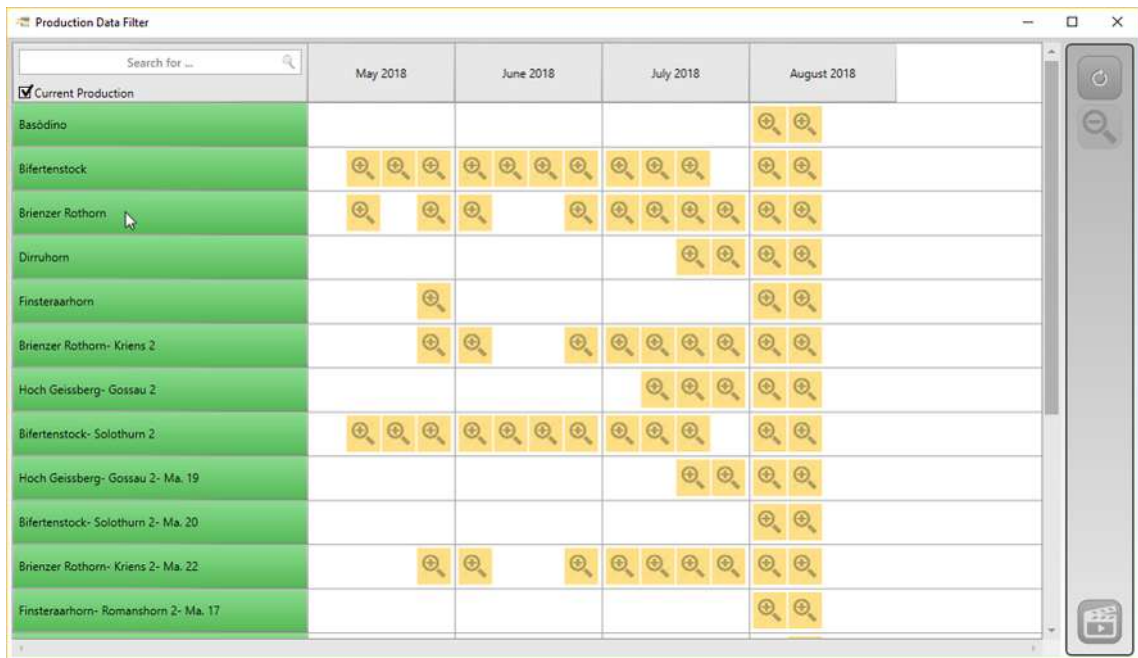 Production Data Filter
Search for ...
Current Production
May 2018
June 2018
July 2018
August 2018
Basòdino
Bifertenstock
Brienzer Rothorn
Dirruhorn
Finsteraarhorn
Brienzer Rothorn- Kriens 2
Hoch Geissberg- Gossau 2
Bifertenstock- Solothurn 2
Hoch Geissberg- Gossau 2- Ma. 19
Bifertenstock- Solothurn 2- Ma. 20
Brienzer Rothorn- Kriens 2- Ma. 22
Finsteraarhorn- Romanshorn 2- Ma. 17